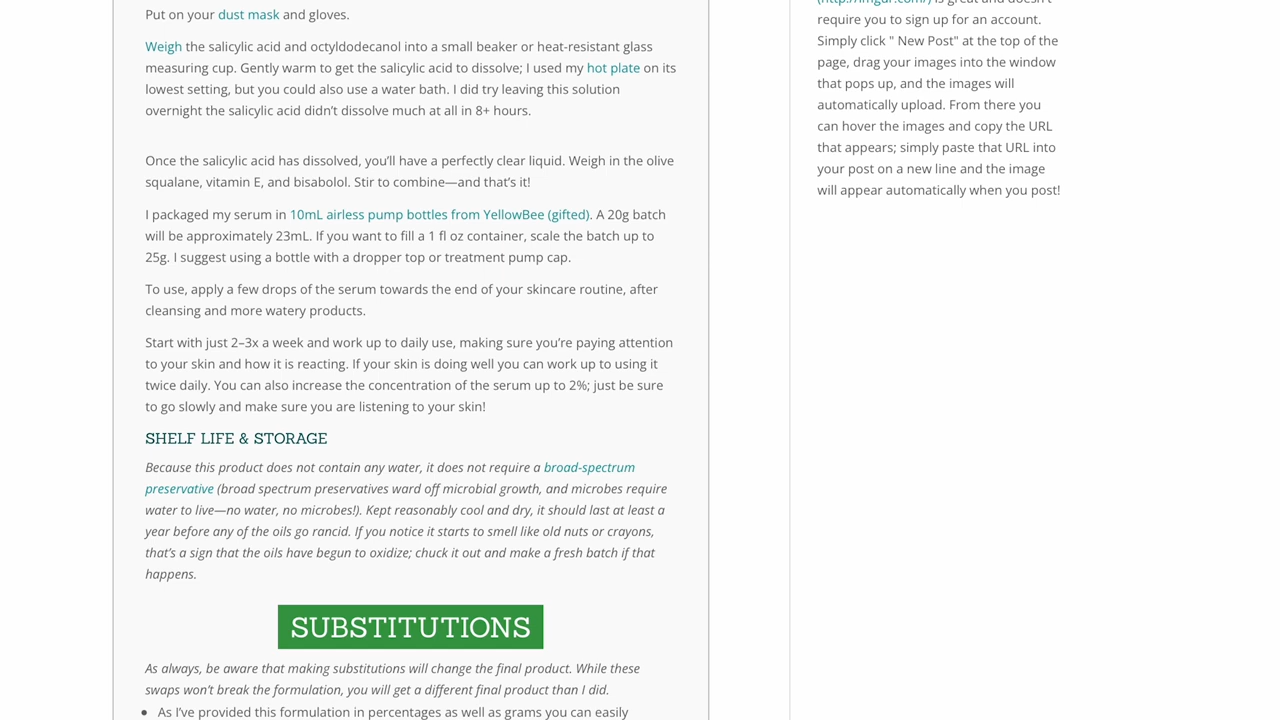 Put on your dust mask and gloves.
Weigh the salicylic acid and octyldodecanol into a small beaker or heat-resistant glass
measuring cup. Gently warm to get the salicylic acid to dissolve; I used my hot plate on its
lowest setting, but you could also use a water bath. I did try leaving this solution
overnight the salicylic acid didn’t dissolve much at all in 8+ hours.
Once the salicylic acid has dissolved, you’ll have a perfectly clear liquid. Weigh in the olive
squalane, vitamin E, and bisabolol. Stir to combine—and that’s it!
I packaged my serum in 10mL airless pump bottles from YellowBee (gifted). A 20g batch
will be approximately 23mL. If you want to fill a 1 fl oz container, scale the batch up to
25g. I suggest using a bottle with a dropper top or treatment pump cap.
To use, apply a few drops of the serum towards the end of your skincare routine, after
cleansing and more watery products.
Start with just 2–3x a week and work up to daily use, making sure you’re paying attention
to your skin and how it is reacting. If your skin is doing well you can work up to using it
twice daily. You can also increase the concentration of the serum up to 2%; just be sure
to go slowly and make sure you are listening to your skin!
SHELF LIFE & STORAGE
Because this product does not contain any water, it does not require a broad-spectrum
preservative (broad spectrum preservatives ward off microbial growth, and microbes require
water to live—no water, no microbes!). Kept reasonably cool and dry, it should last at least a
year before any of the oils go rancid. If you notice it starts to smell like old nuts or crayons,
that’s a sign that the oils have begun to oxidize; chuck it out and make a fresh batch if that
happens.
SUBSTITUTIONS
As always, be aware that making substitutions will change the final product. While these
swaps won’t break the formulation, you will get a different final product than I did.
• As I’ve provided this formulation in percentages as well as grams you can easily
(http://imgur.com/) is great and doesn't
require you to sign up for an account.
Simply click " New Post" at the top of the
page, drag your images into the window
that pops up, and the images will
automatically upload. From there you
can hover the images and copy the URL
that appears; simply paste that URL into
your post on a new line and the image
will appear automatically when you post!